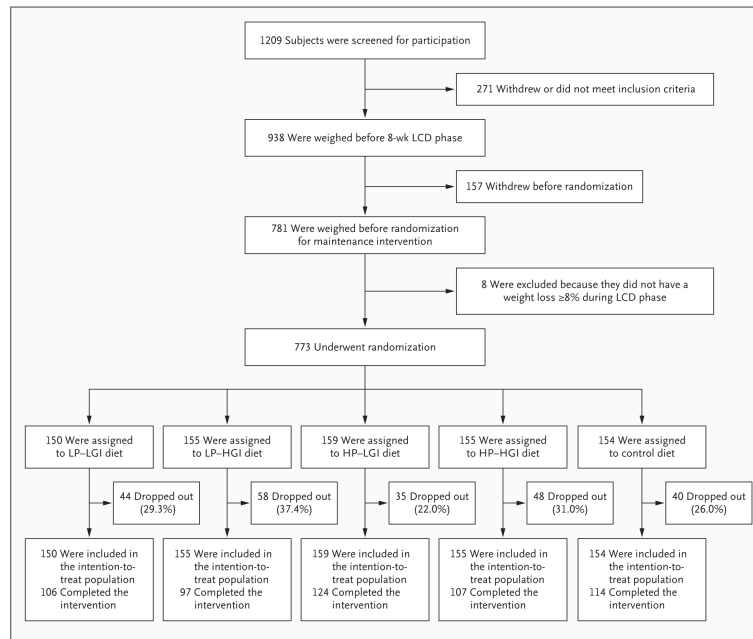 1209 Subjects were screened for participation
271 Withdrew or did not meet inclusion criteria
938 Were weighed before 8-wk LCD phase
157 Withdrew before randomization
781 Were weighed before randomization
for maintenance intervention
8 Were excluded because they did not have a
weight loss ≥8% during LCD phase
773 Underwent randomization
150 Were assigned
to LP–LGI diet
155 Were assigned
to LP–HGI diet
159 Were assigned
to HP–LGI diet
155 Were assigned
to HP–HGI diet
154 Were assigned
to control diet
44 Dropped out
(29.3%)
58 Dropped out
(37.4%)
35 Dropped out
(22.0%)
48 Dropped out
(31.0%)
40 Dropped out
(26.0%)
150 Were included in
the intention-to-
treat population
106 Completed the
intervention
155 Were included in
the intention-to-
treat population
97 Completed the
intervention
159 Were included in
the intention-to-
treat population
124 Completed the
intervention
155 Were included in
the intention-to-
treat population
107 Completed the
intervention
154 Were included in
the intention-to-
treat population
114 Completed the
intervention